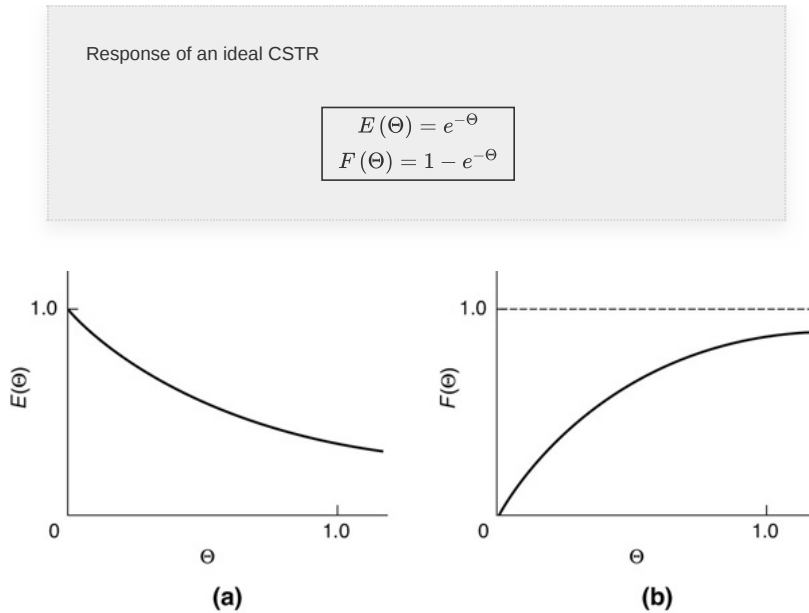 Response of an ideal CSTR
E (Θ) = e^{-Θ}
F (Θ) = 1 − e^{-Θ}
1.0
E(Θ)
0
1.0
Θ
(a)
1.0
F(Θ)
0
1.0
Θ
(b)